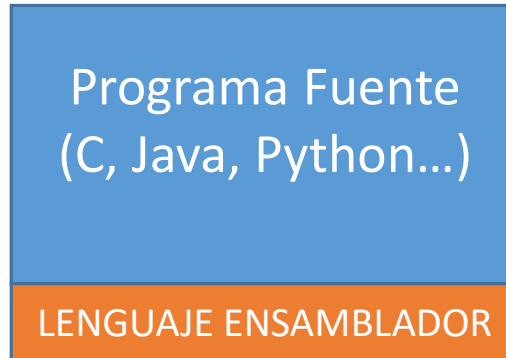 Programa Fuente
(C, Java, Python...)
LENGUAJE ENSAMBLADOR